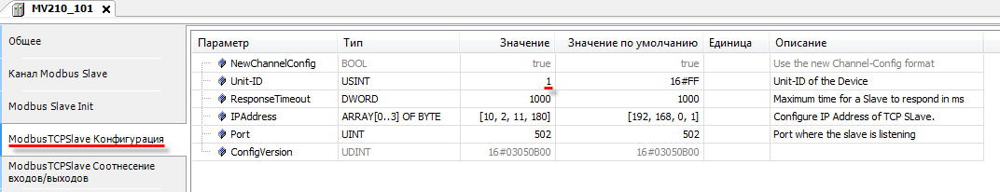 MV210_101
Общее
Канал Modbus Slave
Modbus Slave Init
ModbusTCPSlave Конфигурация
ModbusTCPSlave Соотнесение
входов/выходов
Параметр Тип Значение Значение по умолчанию Единица Описание
NewChannelConfig BOOL true true Use the new Channel-Config format
Unit-ID USINT 1 16#FF Unit-ID of the Device
ResponseTimeout DWORD 1000 1000 Maximum time for a Slave to respond in ms
IPAddress ARRAY[0..3] OF BYTE [10, 2, 11, 180] [192, 168, 0, 1] Configure IP Address of TCP SLave.
Port UINT 502 502 Port where the slave is listening
ConfigVersion UDINT 16#03050B00 16#03050B00